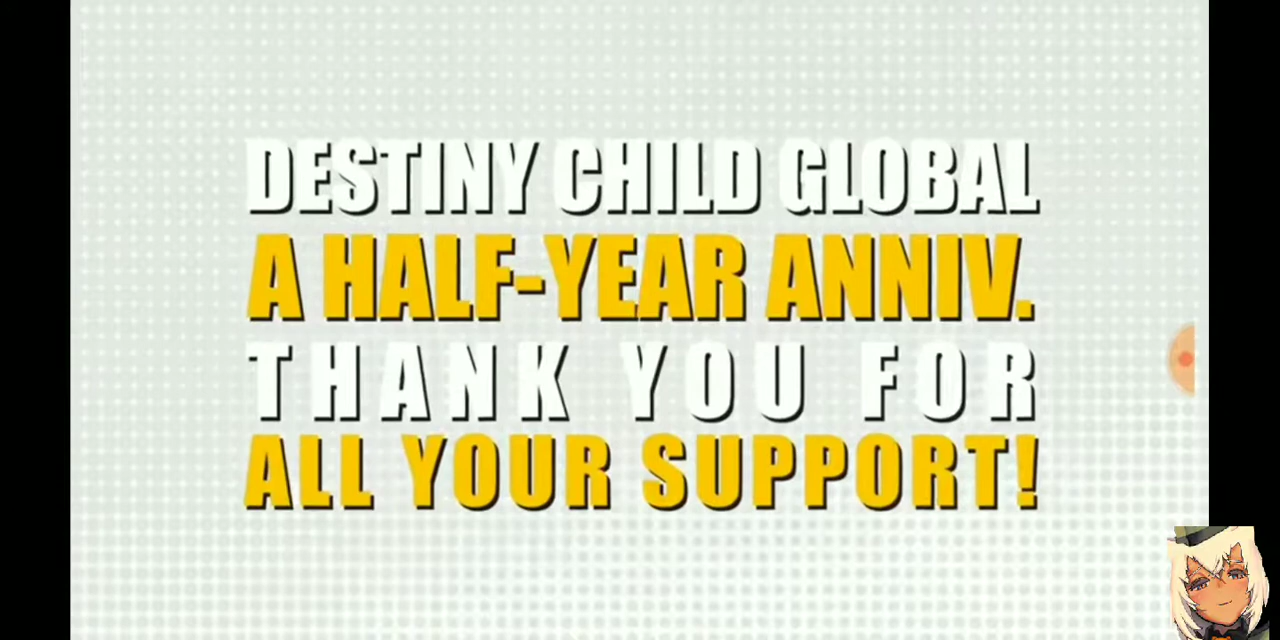 DESTINY CHILD GLOBAL
A HALF-YEAR ANNIV.
THANK YOU FOR
ALL YOUR SUPPORT!